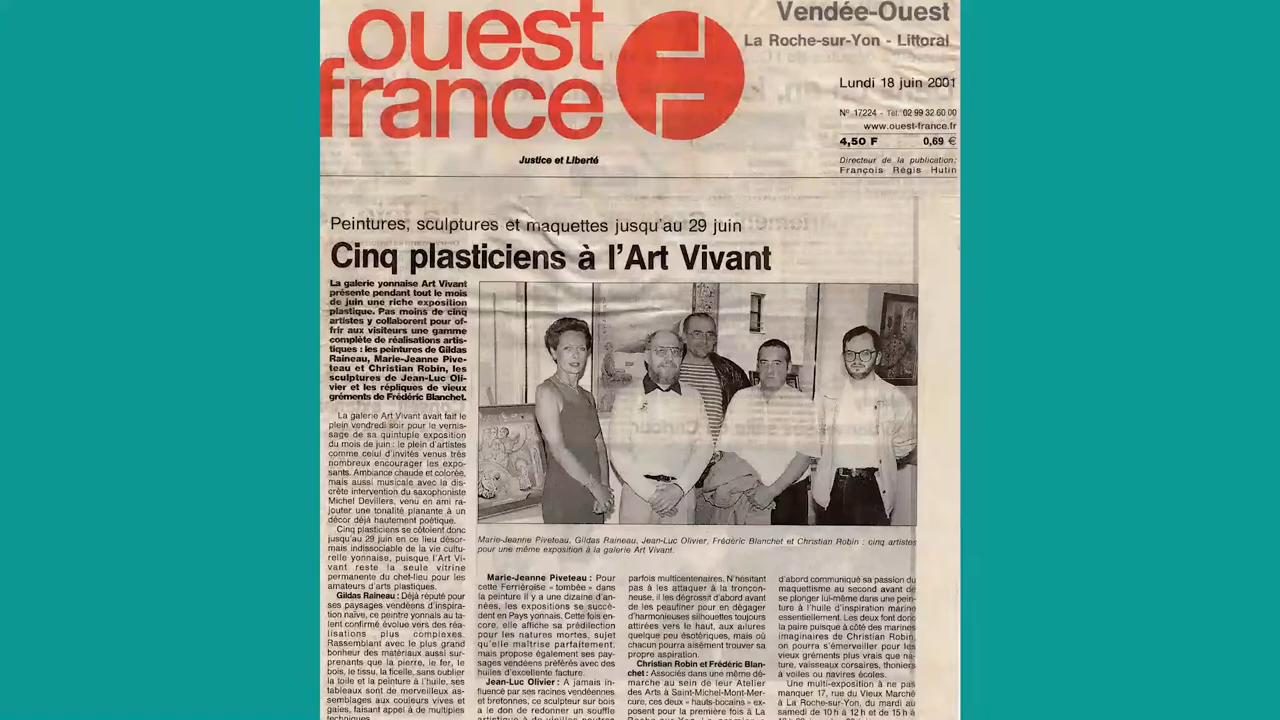 ouest
france
Justice et Liberté
Vendée-Ouest
La Roche-sur-Yon - Littoral
Lundi 18 juin 2001
N° 17224 - Tél. 02 99 32 60 00
www.ouest-france.fr
4,50 F 0,69 €
Directeur de la publication:
François Régis Hutin
Peintures, sculptures et maquettes jusqu'au 29 juin
Cinq plasticiens à l'Art Vivant
La galerie yonnaise Art Vivant
présente pendant tout le mois
de juin une riche exposition
plastique. Pas moins de cinq
artistes y collaborent pour of-
frir aux visiteurs une gamme
complète de réalisations artis-
tiques : les peintures de Gildas
Raineau, Marie-Jeanne Pive-
teau et Christian Robin, les
sculptures de Jean-Luc Oli-
vier et les répliques de vieux
gréments de Frédéric Blanchet.
La galerie Art Vivant avait fait le
plein vendredi soir pour le vernis-
sage de sa quintuple exposition
du mois de juin : le plein d'artistes
comme celui d'invités venus très
nombreux encourager les expo-
sants. Ambiance chaude et colorée,
mais aussi musicale avec la dis-
crète intervention du saxophoniste
Michel Devillers, venu en ami ra-
jouter une tonalité planante à un
décor déjà hautement poétique.
Cinq plasticiens se côtoient donc
jusqu'au 29 juin en ce lieu désor-
mais indissociable de la vie cultu-
relle yonnaise, puisque l'Art Vi-
vant reste la seule vitrine
permanente du chef-lieu pour les
amateurs d'arts plastiques.
Gildas Raineau : Déjà réputé pour
ses paysages vendéens d'inspira-
tion naïve, ce peintre yonnais au ta-
lent confirmé évolue vers des réa-
lisations plus complexes.
Rassemblant avec le plus grand
bonheur des matériaux aussi sur-
prenants que la pierre, le fer, le
bois, le tissu, la ficelle, sans oublier
la toile et la peinture à l'huile, ses
tableaux sont de merveilleux as-
semblages aux couleurs vives et
gaies, faisant appel à de multiples
techniques.
Marie-Jeanne Piveteau, Gildas Raineau, Jean-Luc Olivier, Frédéric Blanchet et Christian Robin : cinq artistes
pour une même exposition à la galerie Art Vivant.
Marie-Jeanne Piveteau : Pour
cette Ferriéroise « tombée » dans
la peinture il y a une dizaine d'an-
nées, les expositions se succè-
dent en Pays yonnais. Cette fois en-
core, elle affiche sa prédilection
pour les natures mortes, sujet
qu'elle maîtrise parfaitement,
mais propose également ses pay-
sages vendéens préférés avec des
huiles d'excellente facture.
Jean-Luc Olivier : A jamais in-
fluencé par ses racines vendéennes
et bretonnes, ce sculpteur sur bois
a le don de redonner un souffle
artistique à de vieilles poutres
parfois multicentenaires. N'hésitant
pas à les attaquer à la tronçon-
neuse, il les dégrossit d'abord avant
de les peaufiner pour en dégager
d'harmonieuses silhouettes toujours
attirées vers le haut, aux allures
quelque peu ésotériques, mais où
chacun pourra aisément trouver sa
propre aspiration.
Christian Robin et Frédéric Blan-
chet : Associés dans une même dé-
marche au sein de leur Atelier
des Arts à Saint-Michel-Mont-Mer-
cure, ces deux « hauts-bocains » ex-
posent pour la première fois à La
Roche-sur-Yon. Le premier a
d'abord communiqué sa passion du
maquettisme au second avant de
se plonger lui-même dans une pein-
ture à l'huile d'inspiration marine
essentiellement. Les deux font donc
la paire puisque à côté des marines
imaginaires de Christian Robin,
on pourra s'émerveiller pour les
vieux gréments plus vrais que na-
ture, vaisseaux corsaires, thoniers
à voiles ou navires écoles.
Une multi-exposition à ne pas
manquer 17, rue du Vieux Marché
à La Roche-sur-Yon, du mardi au
samedi de 10 h à 12 h et de 15 h à